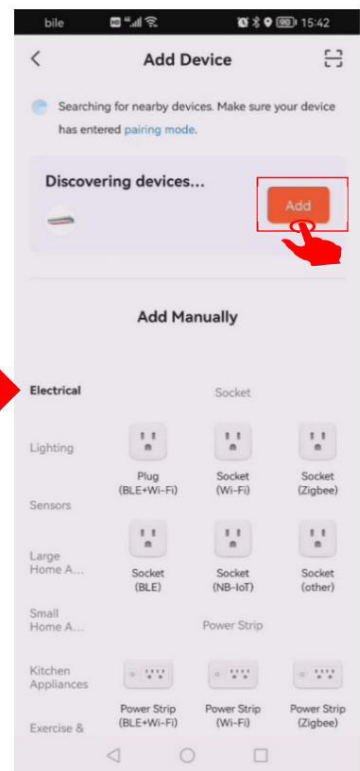 bile
HD 4G 90 15:42
Add Device
Searching for nearby devices. Make sure your device
has entered pairing mode.
Discovering devices...
Add
Add Manually
Electrical
Socket
Lighting
Plug
(BLE+Wi-Fi)
Socket
(Wi-Fi)
Socket
(Zigbee)
Sensors
Large
Home A...
Socket
(BLE)
Socket
(NB-IoT)
Socket
(other)
Small
Home A...
Power Strip
Kitchen
Appliances
Power Strip
(BLE+Wi-Fi)
Power Strip
(Wi-Fi)
Power Strip
(Zigbee)
Exercise &